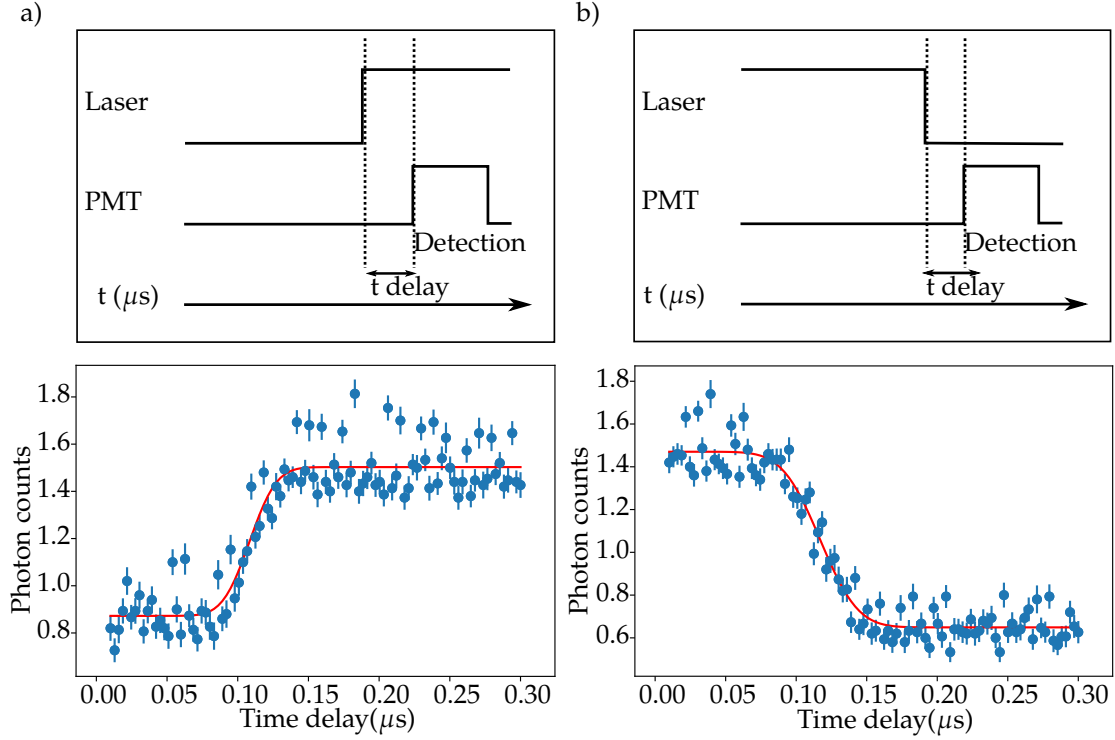 a)
Laser
PMT
Detection
t delay
t (μs)
Photon counts
1.8
1.6
1.4
1.2
1.0
0.8
0.00 0.05 0.10 0.15 0.20 0.25 0.30
Time delay(μs)
b)
Laser
PMT
Detection
t delay
t (μs)
Photon counts
1.8
1.6
1.4
1.2
1.0
0.8
0.6
0.00 0.05 0.10 0.15 0.20 0.25 0.30
Time delay(μs)